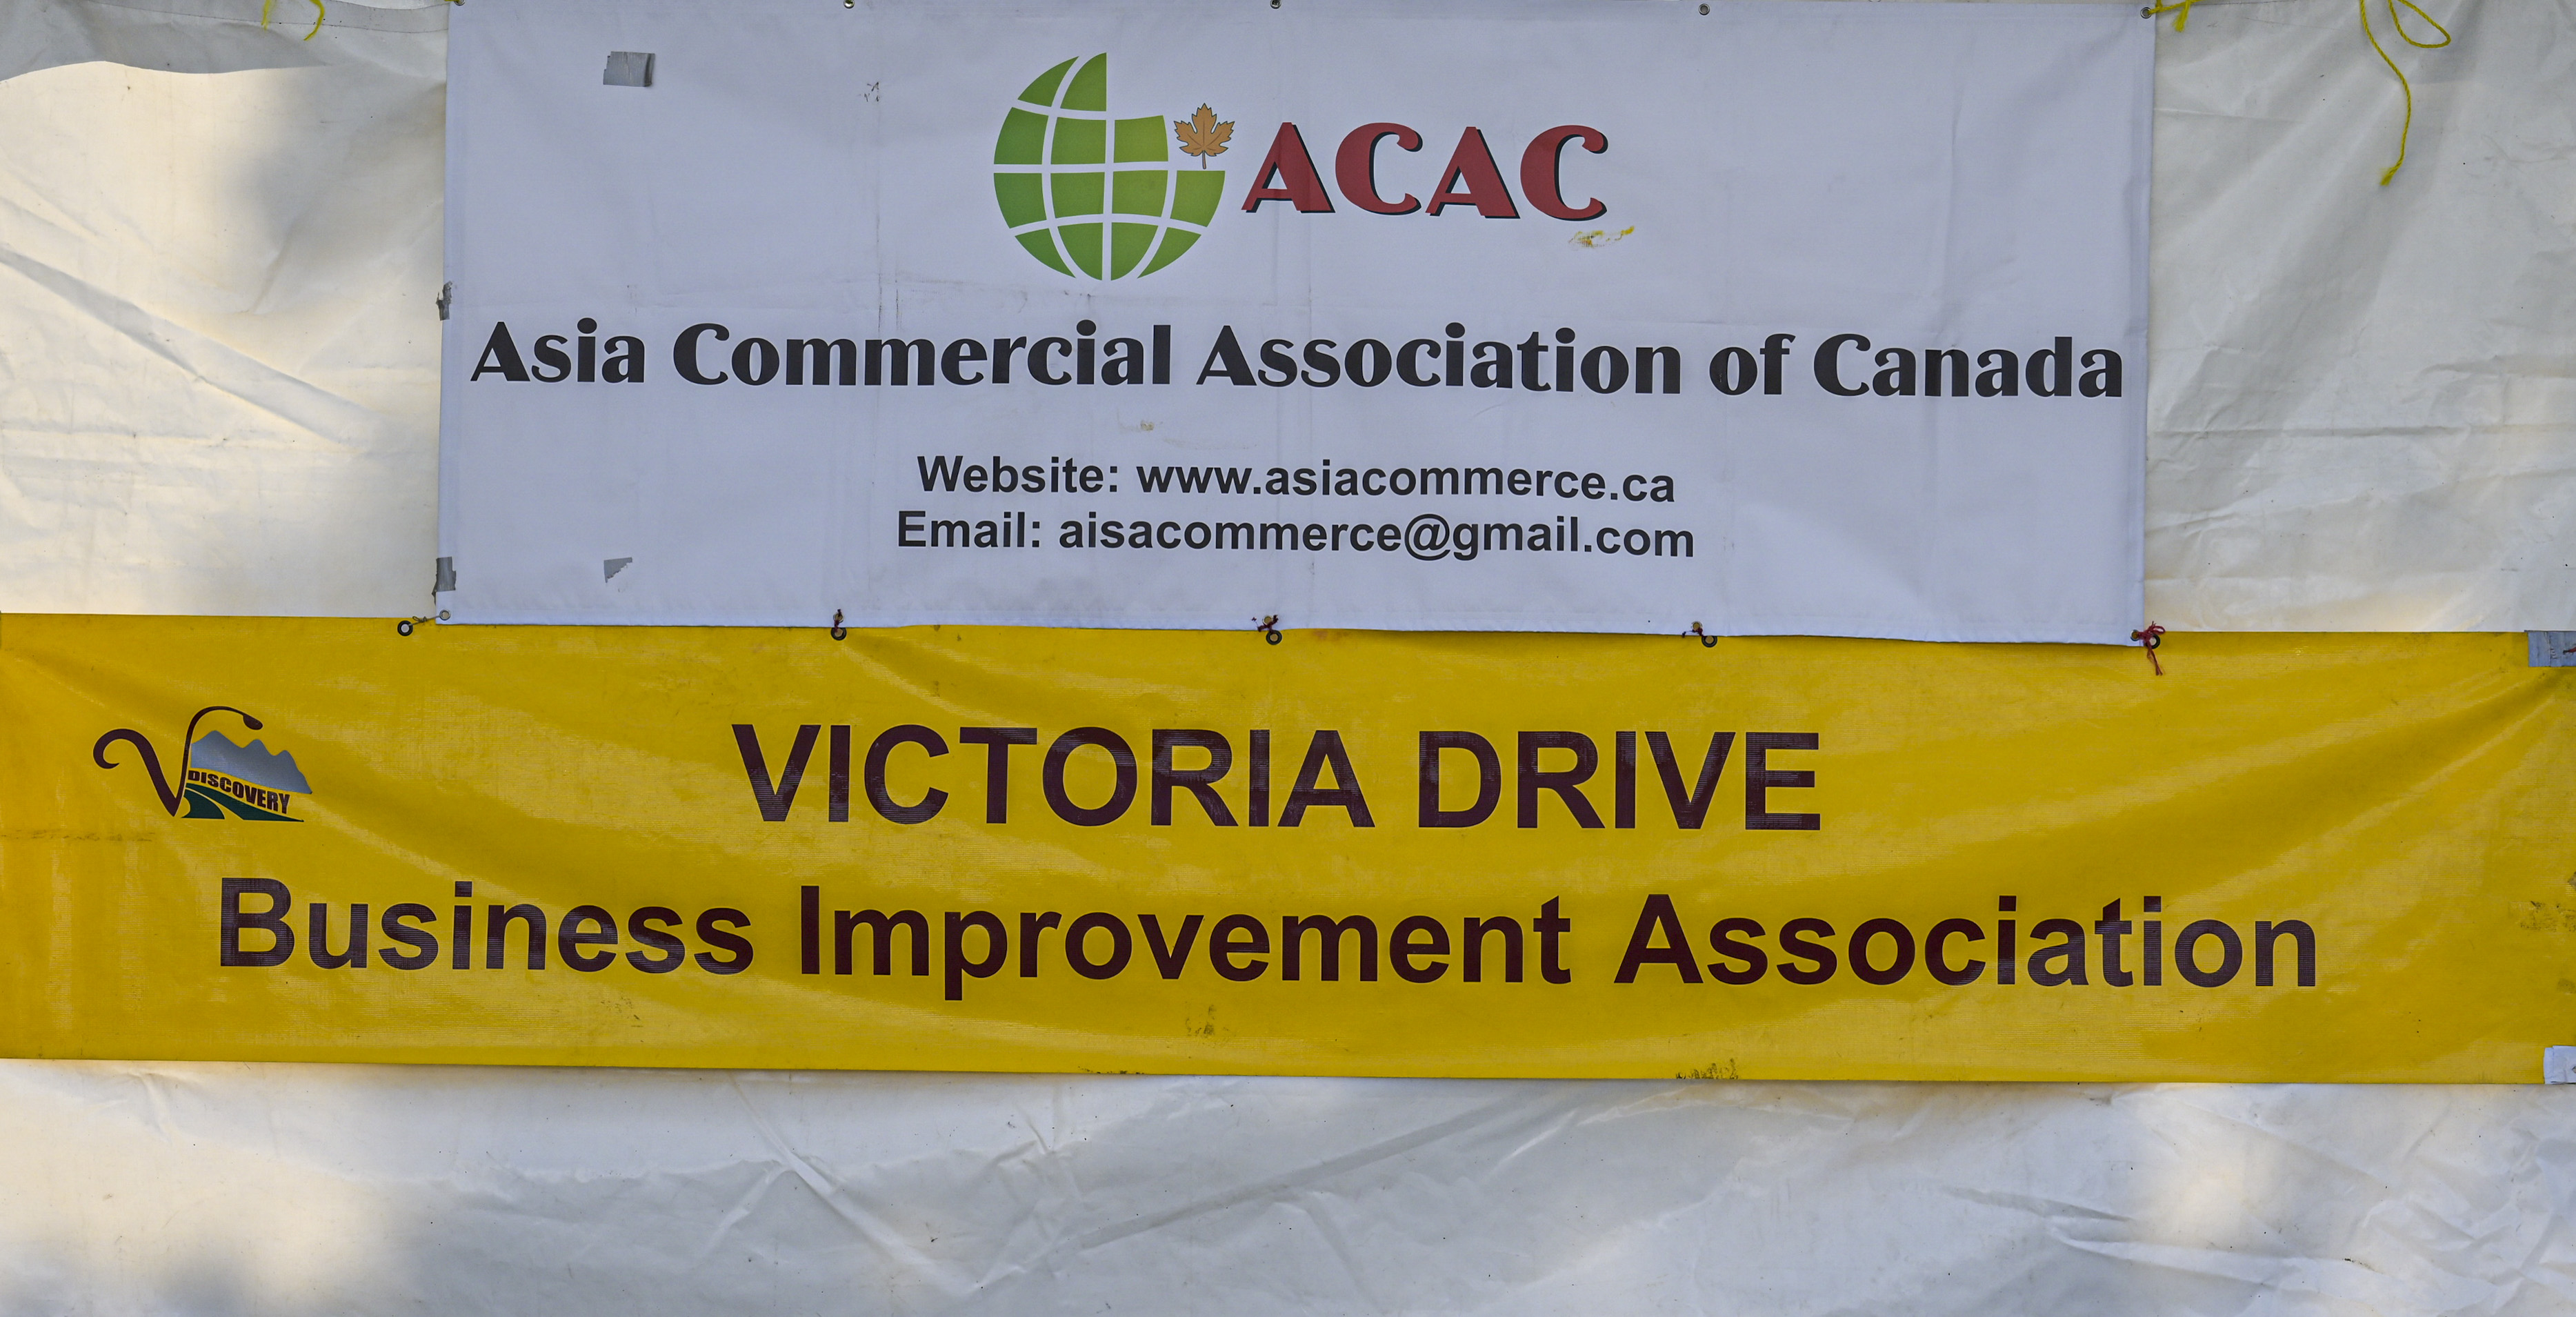 ACAC
Asia Commercial Association of Canada
Website: www.asiacommerce.ca
Email: aisacommerce@gmail.com
V DISCOVERY
VICTORIA DRIVE
Business Improvement Association